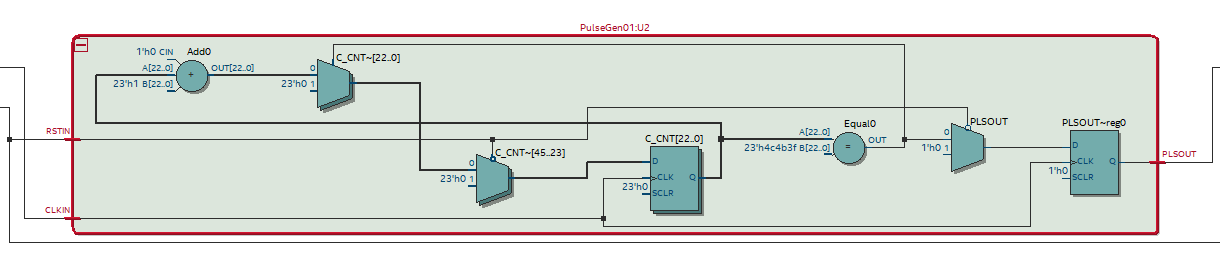 PulseGen01:U2
1'h0 CIN
Add0
A[22..0]
OUT[22..0]
+
23'h1 B[22..0]
C_CNT~[22..0]
0
23'h0 1
RSTIN
C_CNT~[45..23]
0
23'h0 1
C_CNT[22..0]
D
CLK
Q
23'h0
SCLR
Equal0
A[22..0]
OUT
=
23'h4c4b3f B[22..0]
PLSOUT
0
1'h0 1
PLSOUT~reg0
D
CLK
Q
1'h0
SCLR
PLSOUT
CLKIN